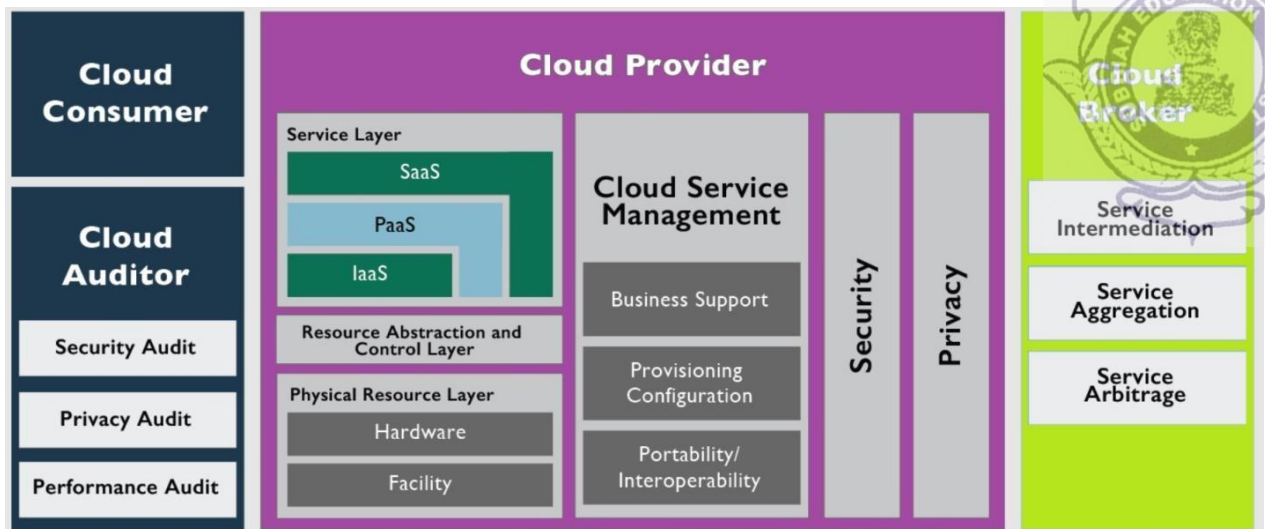 Cloud
Consumer
Cloud
Auditor
Security Audit
Privacy Audit
Performance Audit
Cloud Provider
Service Layer
SaaS
PaaS
IaaS
Resource Abstraction and
Control Layer
Physical Resource Layer
Hardware
Facility
Cloud Service
Management
Business Support
Provisioning
Configuration
Portability/
Interoperability
Security
Privacy
Cloud
Broker
Service
Intermediation
Service
Aggregation
Service
Arbitrage